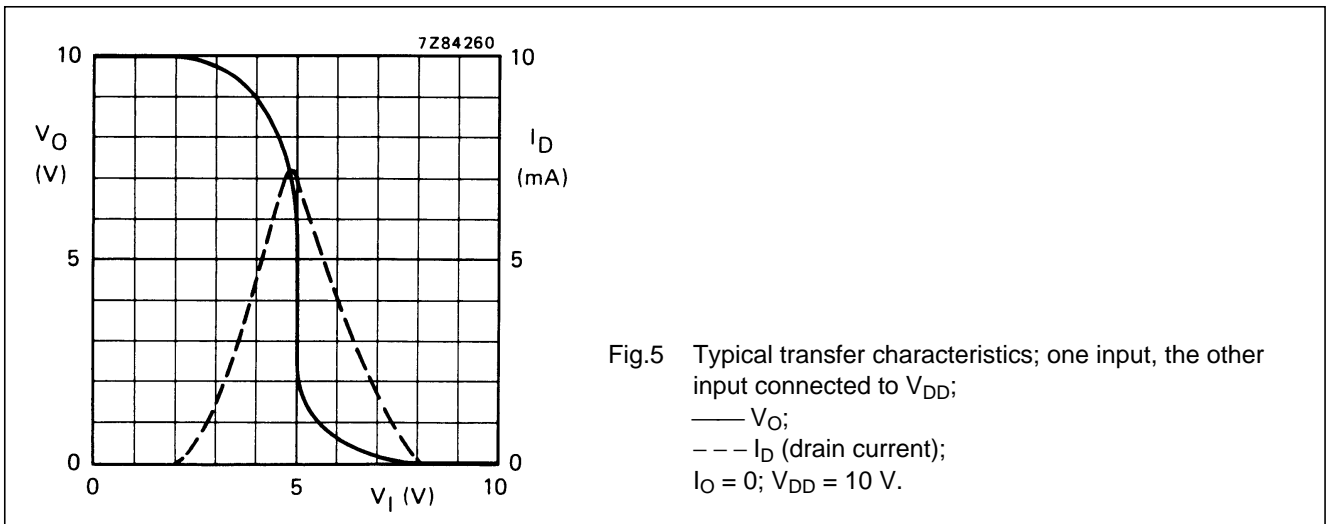 7Z84260
10
10
V_O
(V)
I_D
(mA)
5
5
0
0
0
5
10
V_I (V)
Fig.5 Typical transfer characteristics; one input, the other
input connected to V_DD;
—— V_O;
– – – I_D (drain current);
I_O = 0; V_DD = 10 V.